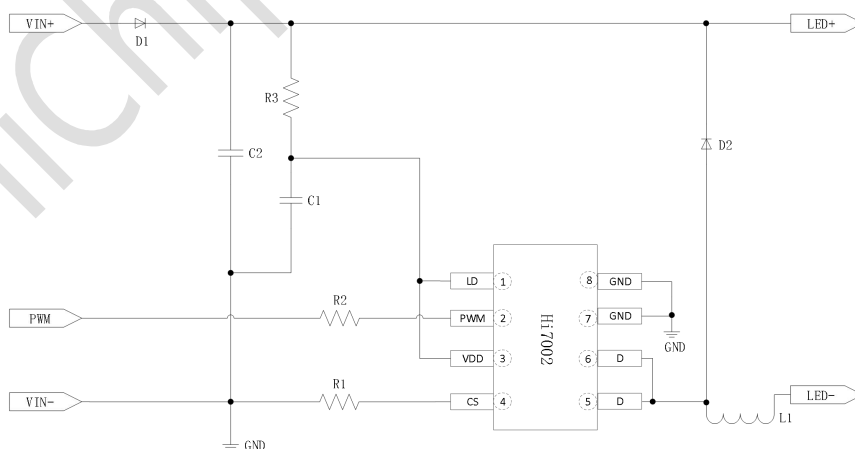 VIN+
LED+
D1
R3
D2
C2
C1
LD
1
8
GND
R2
PWM
PWM
2
7
GND
Hi7002
GND
VDD
3
6
D
R1
VIN-
CS
4
5
D
LED-
L1
GND